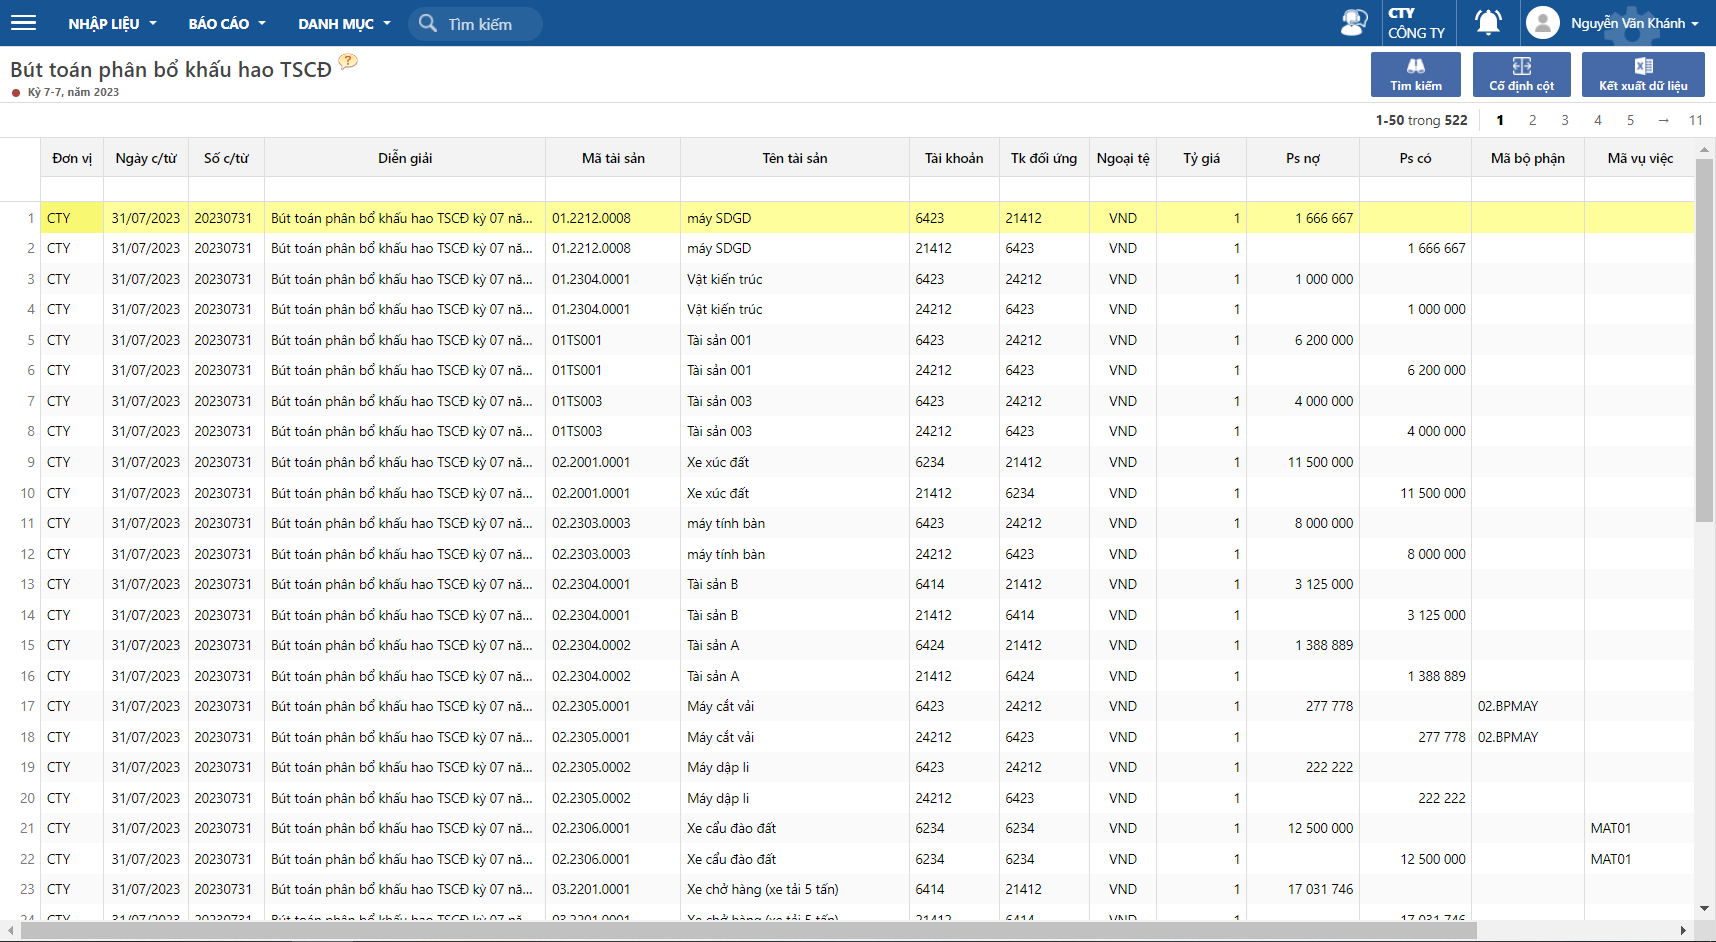 NHẬP LIỆU BÁO CÁO DANH MỤC Tìm kiếm CTY CÔNG TY Nguyễn Văn Khánh
Bút toán phân bổ khấu hao TSCĐ ?
Kỳ 7-7, năm 2023
Tìm kiếm Cố định cột Kết xuất dữ liệu
1-50 trong 522 1 2 3 4 5 → 11
Đơn vị Ngày c/từ Số c/từ Diễn giải Mã tài sản Tên tài sản Tài khoản Tk đối ứng Ngoại tệ Tỷ giá Ps nợ Ps có Mã bộ phận Mã vụ việc
1 CTY 31/07/2023 20230731 Bút toán phân bổ khấu hao TSCĐ kỳ 07 nă... 01.2212.0008 máy SDGD 6423 21412 VND 1 1 666 667
2 CTY 31/07/2023 20230731 Bút toán phân bổ khấu hao TSCĐ kỳ 07 nă... 01.2212.0008 máy SDGD 21412 6423 VND 1 1 666 667
3 CTY 31/07/2023 20230731 Bút toán phân bổ khấu hao TSCĐ kỳ 07 nă... 01.2304.0001 Vật kiến trúc 6423 24212 VND 1 1 000 000
4 CTY 31/07/2023 20230731 Bút toán phân bổ khấu hao TSCĐ kỳ 07 nă... 01.2304.0001 Vật kiến trúc 24212 6423 VND 1 1 000 000
5 CTY 31/07/2023 20230731 Bút toán phân bổ khấu hao TSCĐ kỳ 07 nă... 01TS001 Tài sản 001 6423 24212 VND 1 6 200 000
6 CTY 31/07/2023 20230731 Bút toán phân bổ khấu hao TSCĐ kỳ 07 nă... 01TS001 Tài sản 001 24212 6423 VND 1 6 200 000
7 CTY 31/07/2023 20230731 Bút toán phân bổ khấu hao TSCĐ kỳ 07 nă... 01TS003 Tài sản 003 6423 24212 VND 1 4 000 000
8 CTY 31/07/2023 20230731 Bút toán phân bổ khấu hao TSCĐ kỳ 07 nă... 01TS003 Tài sản 003 24212 6423 VND 1 4 000 000
9 CTY 31/07/2023 20230731 Bút toán phân bổ khấu hao TSCĐ kỳ 07 nă... 02.2001.0001 Xe xúc đất 6234 21412 VND 1 11 500 000
10 CTY 31/07/2023 20230731 Bút toán phân bổ khấu hao TSCĐ kỳ 07 nă... 02.2001.0001 Xe xúc đất 21412 6234 VND 1 11 500 000
11 CTY 31/07/2023 20230731 Bút toán phân bổ khấu hao TSCĐ kỳ 07 nă... 02.2303.0003 máy tính bàn 6423 24212 VND 1 8 000 000
12 CTY 31/07/2023 20230731 Bút toán phân bổ khấu hao TSCĐ kỳ 07 nă... 02.2303.0003 máy tính bàn 24212 6423 VND 1 8 000 000
13 CTY 31/07/2023 20230731 Bút toán phân bổ khấu hao TSCĐ kỳ 07 nă... 02.2304.0001 Tài sản B 6414 21412 VND 1 3 125 000
14 CTY 31/07/2023 20230731 Bút toán phân bổ khấu hao TSCĐ kỳ 07 nă... 02.2304.0001 Tài sản B 21412 6414 VND 1 3 125 000
15 CTY 31/07/2023 20230731 Bút toán phân bổ khấu hao TSCĐ kỳ 07 nă... 02.2304.0002 Tài sản A 6424 21412 VND 1 1 388 889
16 CTY 31/07/2023 20230731 Bút toán phân bổ khấu hao TSCĐ kỳ 07 nă... 02.2304.0002 Tài sản A 21412 6424 VND 1 1 388 889
17 CTY 31/07/2023 20230731 Bút toán phân bổ khấu hao TSCĐ kỳ 07 nă... 02.2305.0001 Máy cắt vải 6423 24212 VND 1 277 778 02.BPMAY
18 CTY 31/07/2023 20230731 Bút toán phân bổ khấu hao TSCĐ kỳ 07 nă... 02.2305.0001 Máy cắt vải 24212 6423 VND 1 277 778 02.BPMAY
19 CTY 31/07/2023 20230731 Bút toán phân bổ khấu hao TSCĐ kỳ 07 nă... 02.2305.0002 Máy dập li 6423 24212 VND 1 222 222
20 CTY 31/07/2023 20230731 Bút toán phân bổ khấu hao TSCĐ kỳ 07 nă... 02.2305.0002 Máy dập li 24212 6423 VND 1 222 222
21 CTY 31/07/2023 20230731 Bút toán phân bổ khấu hao TSCĐ kỳ 07 nă... 02.2306.0001 Xe cẩu đào đất 6234 6234 VND 1 12 500 000 MAT01
22 CTY 31/07/2023 20230731 Bút toán phân bổ khấu hao TSCĐ kỳ 07 nă... 02.2306.0001 Xe cẩu đào đất 6234 6234 VND 1 12 500 000 MAT01
23 CTY 31/07/2023 20230731 Bút toán phân bổ khấu hao TSCĐ kỳ 07 nă... 03.2201.0001 Xe chở hàng (xe tải 5 tấn) 6414 21412 VND 1 17 031 746
24 CTY 31/07/2023 20230731 Bút toán phân bổ khấu hao TSCĐ kỳ 07 nă... 03.2201.0001 Xe chở hàng (xe tải 5 tấn) 21412 6414 VND 1 17 031 746